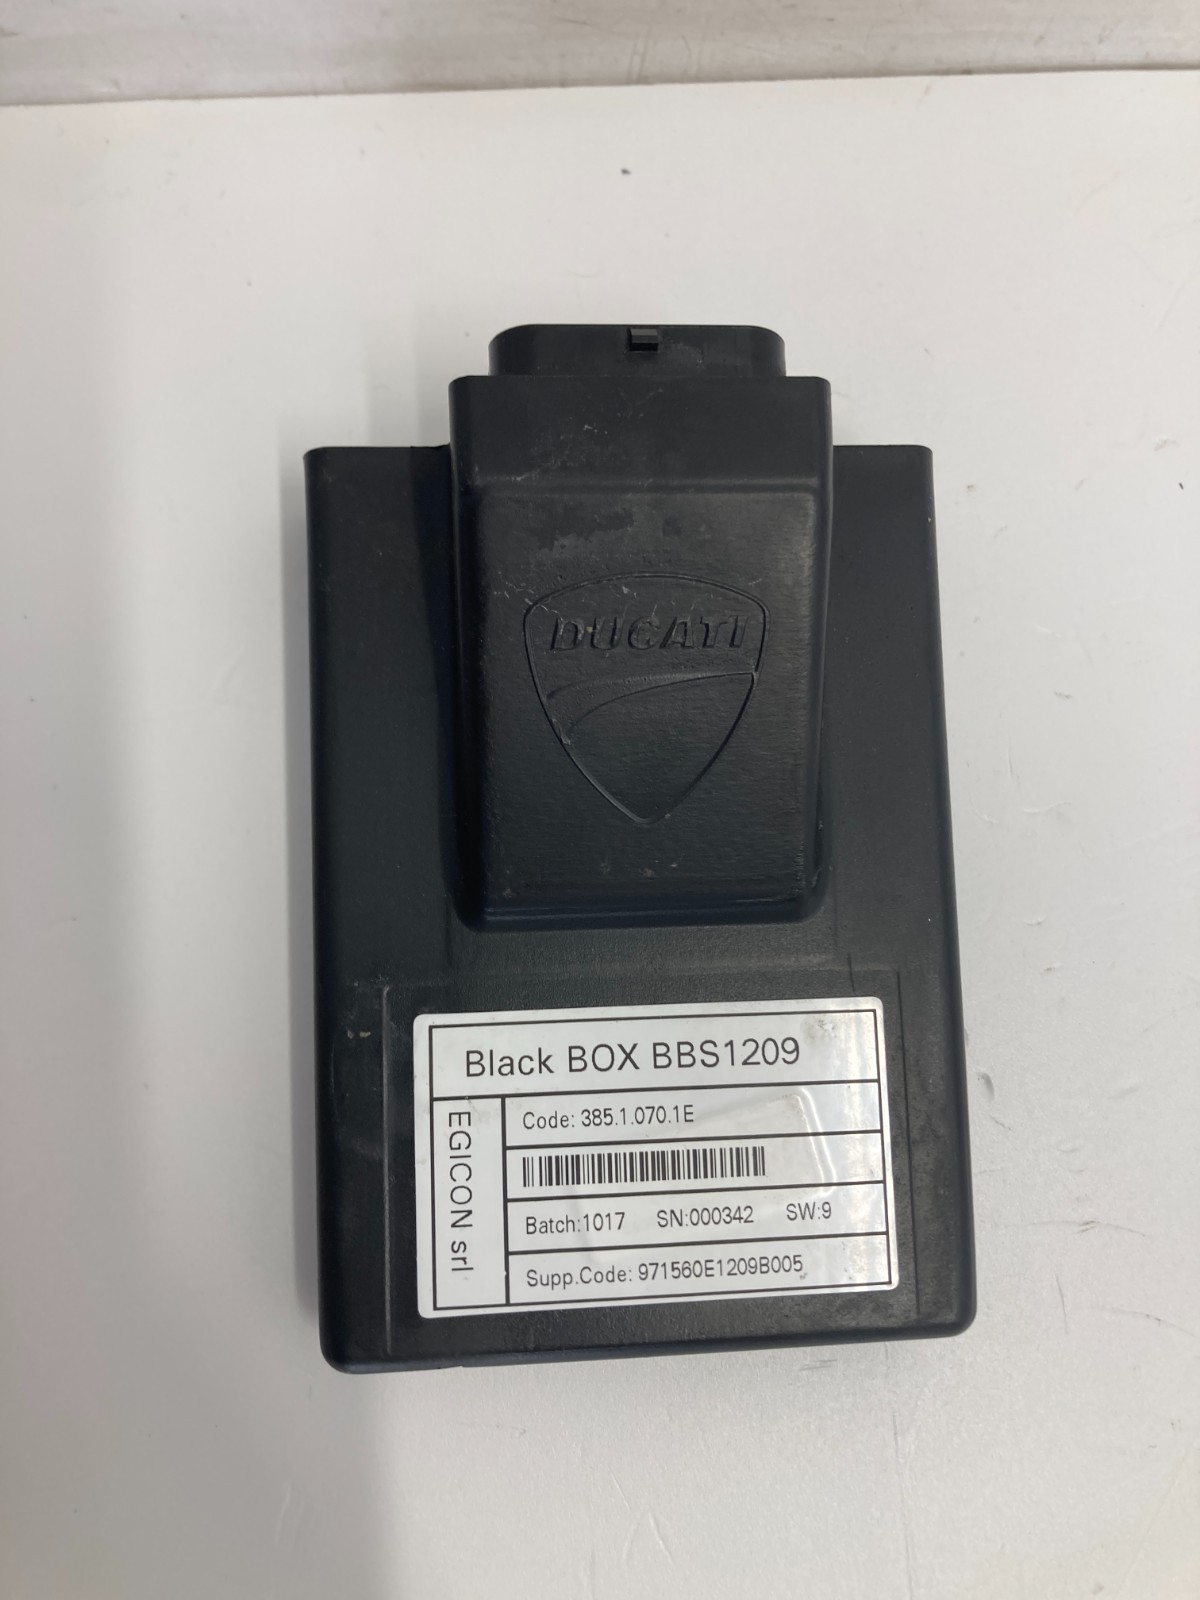 DUCATI
Black BOX BBS1209
EGICON srl
Code: 385.1.070.1E
Batch:1017 SN:000342 SW:9
Supp.Code: 971560E1209B005